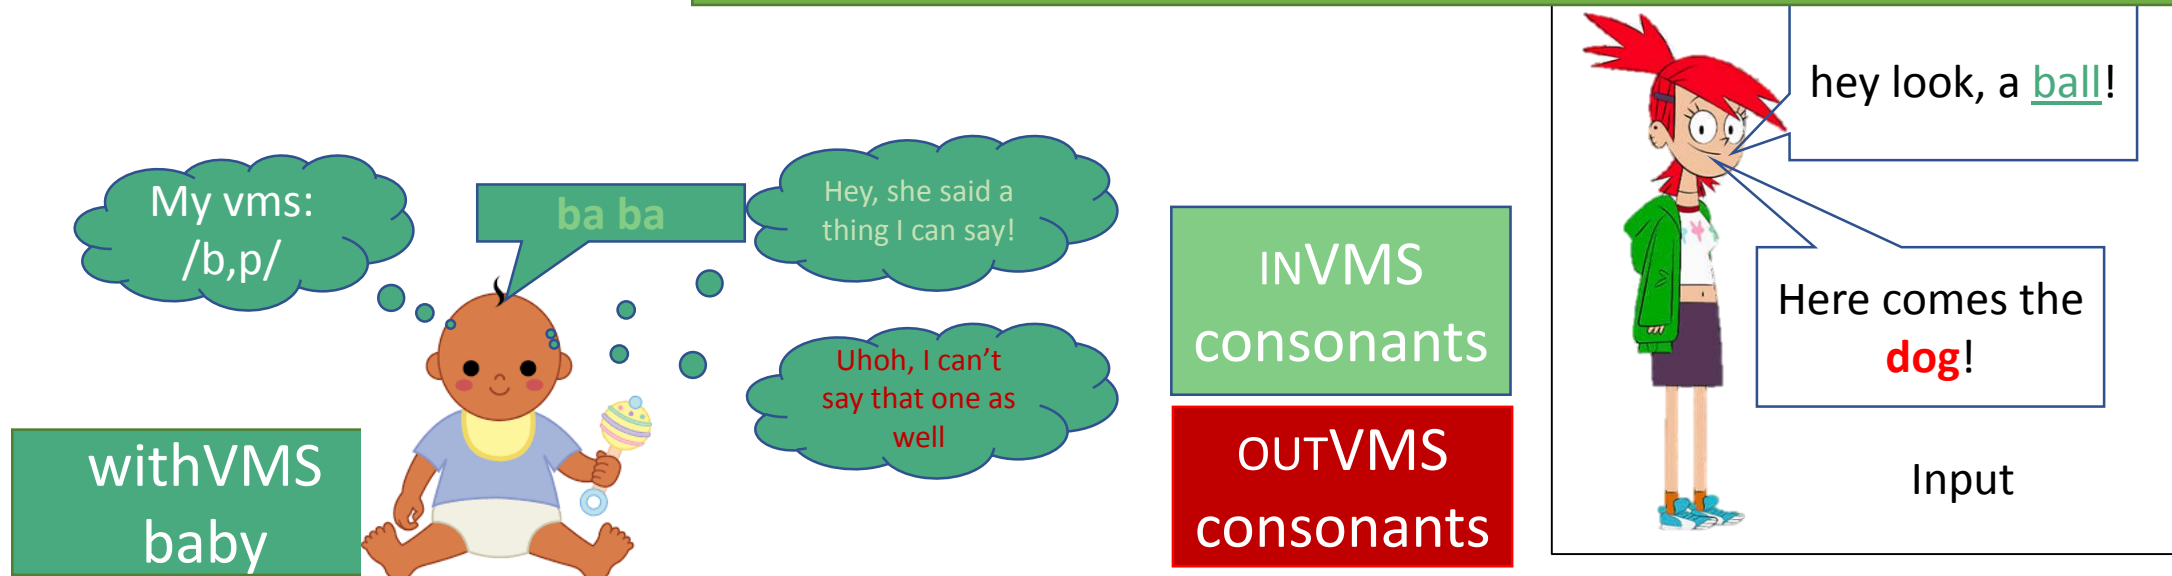 My vms:
/b,p/
ba ba
Hey, she said a
thing I can say!
Uhoh, I can't
say that one as
well
withVMS
baby
INVMS
consonants
OUTVMS
consonants
hey look, a ball!
Here comes the
dog!
Input